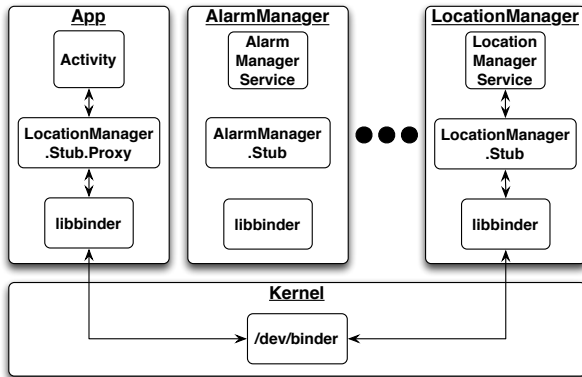 App
Activity
LocationManager
.Stub.Proxy
libbinder
AlarmManager
Alarm
Manager
Service
AlarmManager
.Stub
libbinder
LocationManager
Location
Manager
Service
LocationManager
.Stub
libbinder
Kernel
/dev/binder